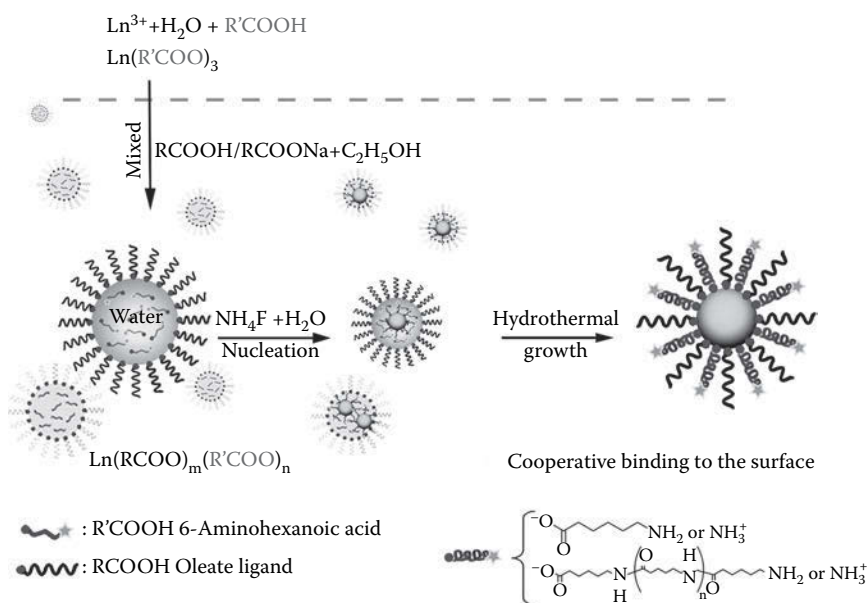 Ln³⁺+H₂O + R'COOH
Ln(R'COO)₃
Mixed
RCOOH/RCOONa+C₂H₅OH
Water
NH₄F +H₂O
Nucleation
Hydrothermal
growth
Ln(RCOO)ₘ(R'COO)ₙ
Cooperative binding to the surface
: R'COOH 6-Aminohexanoic acid
: RCOOH Oleate ligand
⁻O
O
NH₂ or NH₃⁺
⁻O
O
N
H
O
H
N
n
O
NH₂ or NH₃⁺